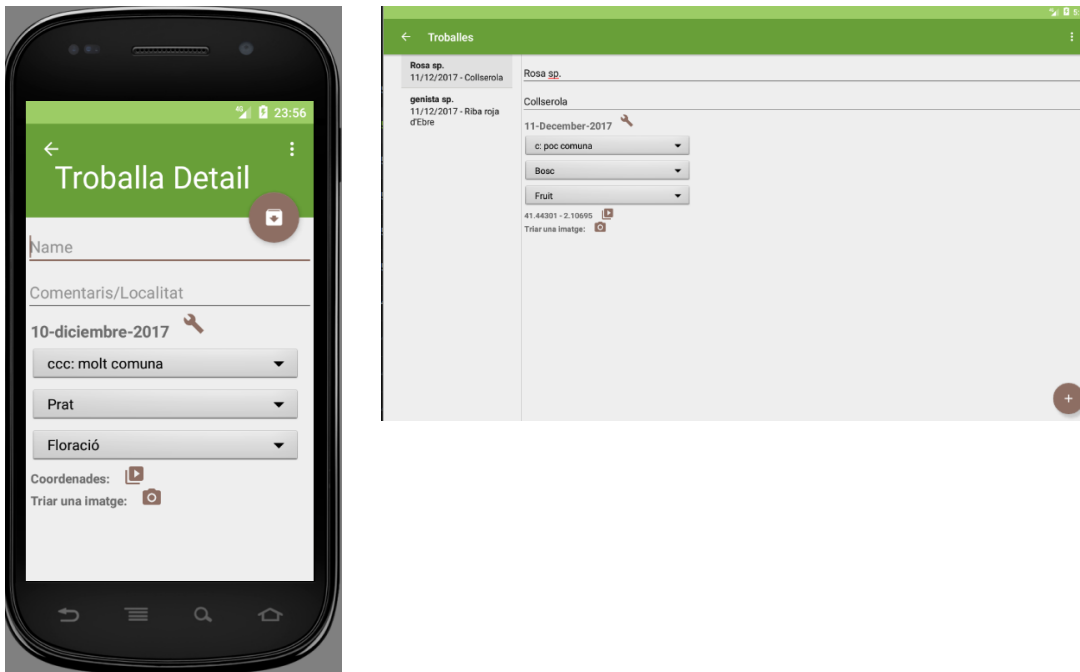 4G 23:56
Troballa Detail
Name
Comentaris/Localitat
10-diciembre-2017
ccc: molt comuna
Prat
Floració
Coordenades:
Triar una imatge:
Troballes
Rosa sp.
11/12/2017 - Collserola
genista sp.
11/12/2017 - Riba roja
d'Ebre
Rosa sp.
Collserola
11-December-2017
c: poc comuna
Bosc
Fruit
41.44301 - 2.10695
Triar una imatge: